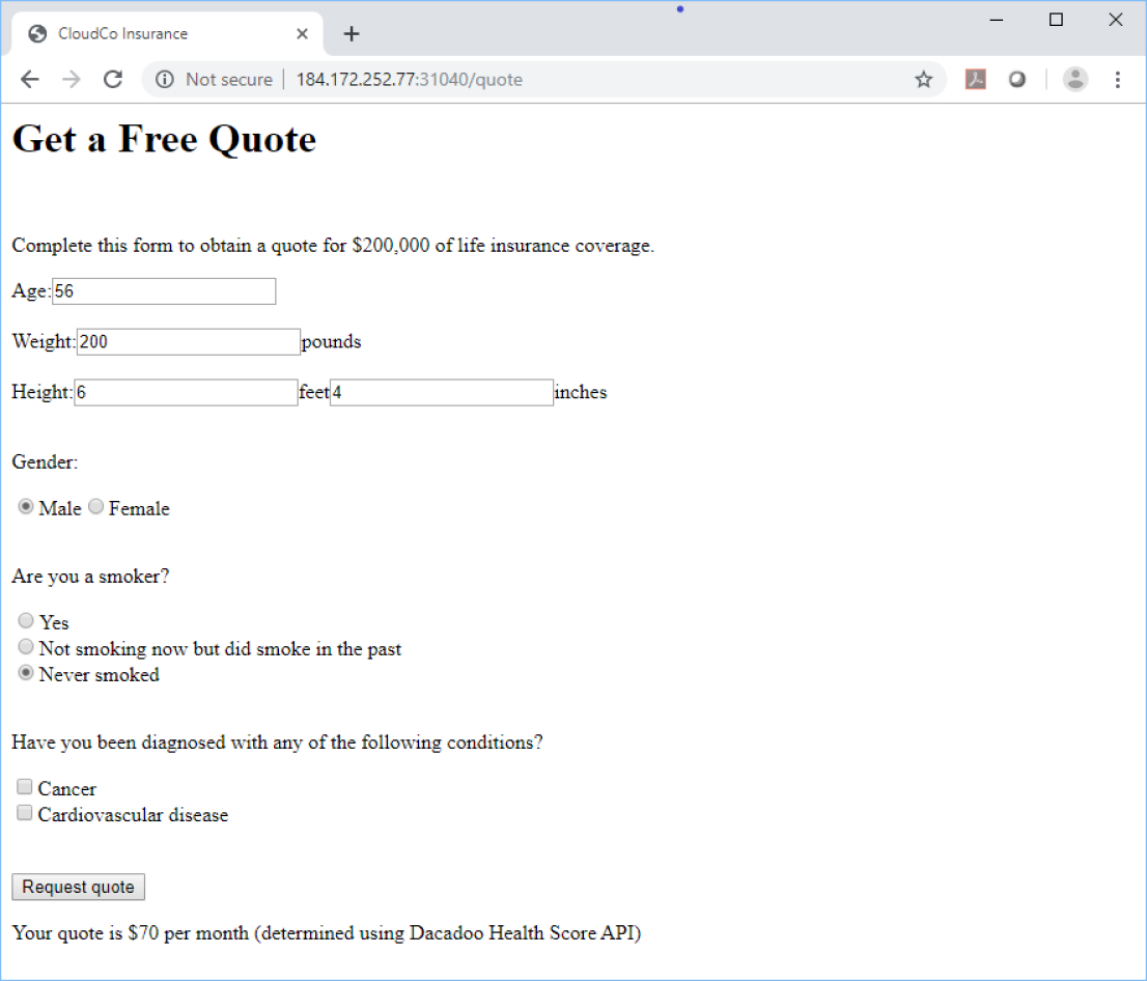 CloudCo Insurance
Not secure 184.172.252.77:31040/quote
Get a Free Quote
Complete this form to obtain a quote for $200,000 of life insurance coverage.
Age:56
Weight:200 pounds
Height:6 feet 4 inches
Gender:
Male Female
Are you a smoker?
Yes
Not smoking now but did smoke in the past
Never smoked
Have you been diagnosed with any of the following conditions?
Cancer
Cardiovascular disease
Request quote
Your quote is $70 per month (determined using Dacadoo Health Score API)